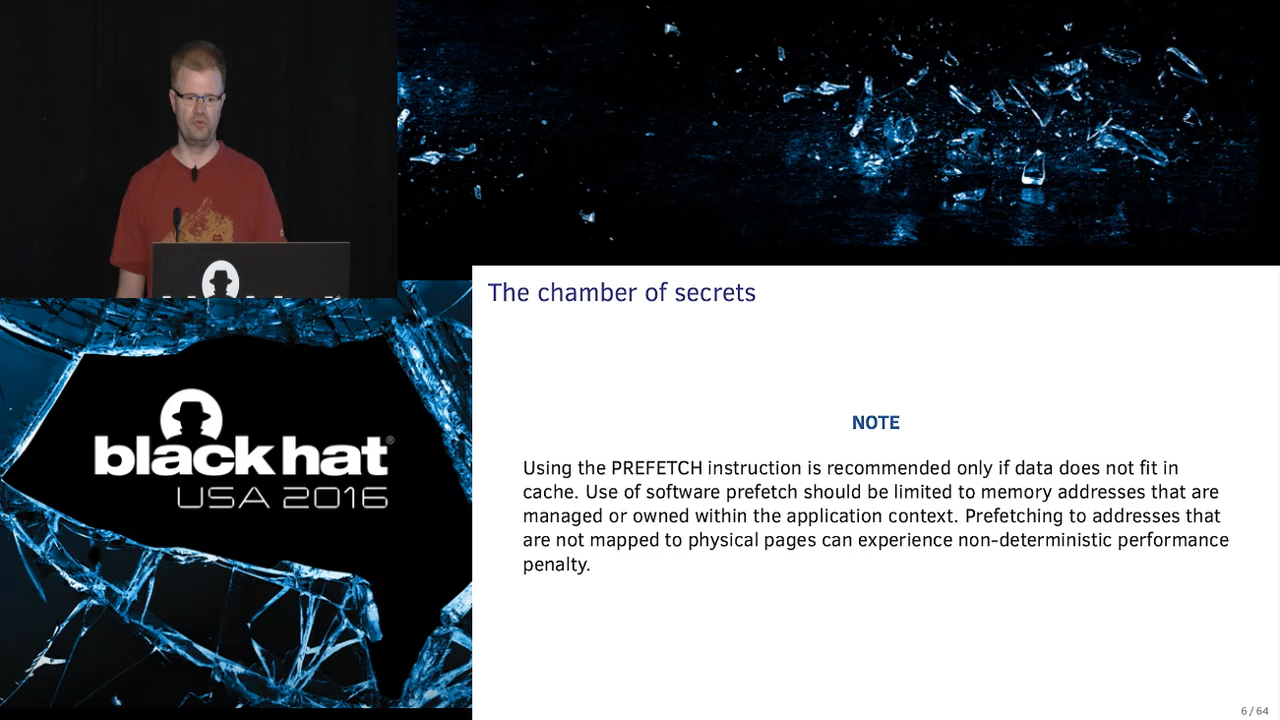 The chamber of secrets
NOTE
Using the PREFETCH instruction is recommended only if data does not fit in
cache. Use of software prefetch should be limited to memory addresses that are
managed or owned within the application context. Prefetching to addresses that
are not mapped to physical pages can experience non-deterministic performance
penalty.
black hat®
USA 2016
6 / 64